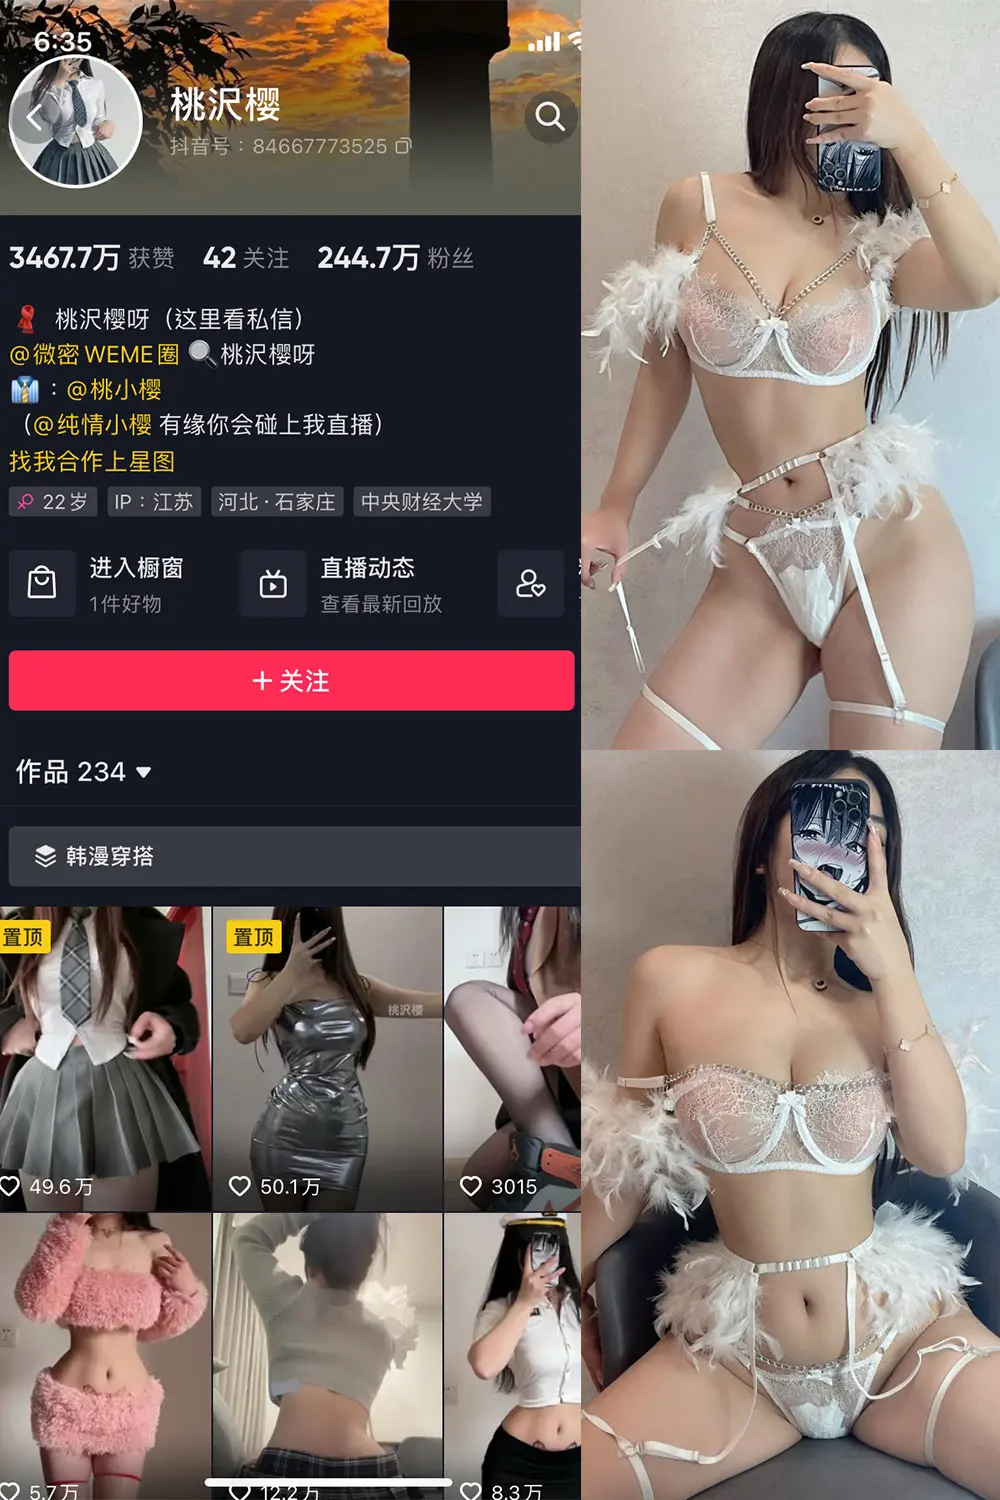 6:35
桃沢樱
抖音号：84667773525
3467.7万 获赞 42 关注 244.7万 粉丝
桃沢樱呀（这里看私信）
@微密WEME圈 桃沢樱呀
：@桃小樱
（@纯情小樱 有缘你会碰上我直播）
找我合作上星图
22岁 IP：江苏 河北·石家庄 中央财经大学
进入橱窗 直播动态
1件好物 查看最新回放
+ 关注
作品 234
韩漫穿搭
置顶 置顶
桃沢樱
49.6万 50.1万 3015
5.7万 12.2万 8.3万